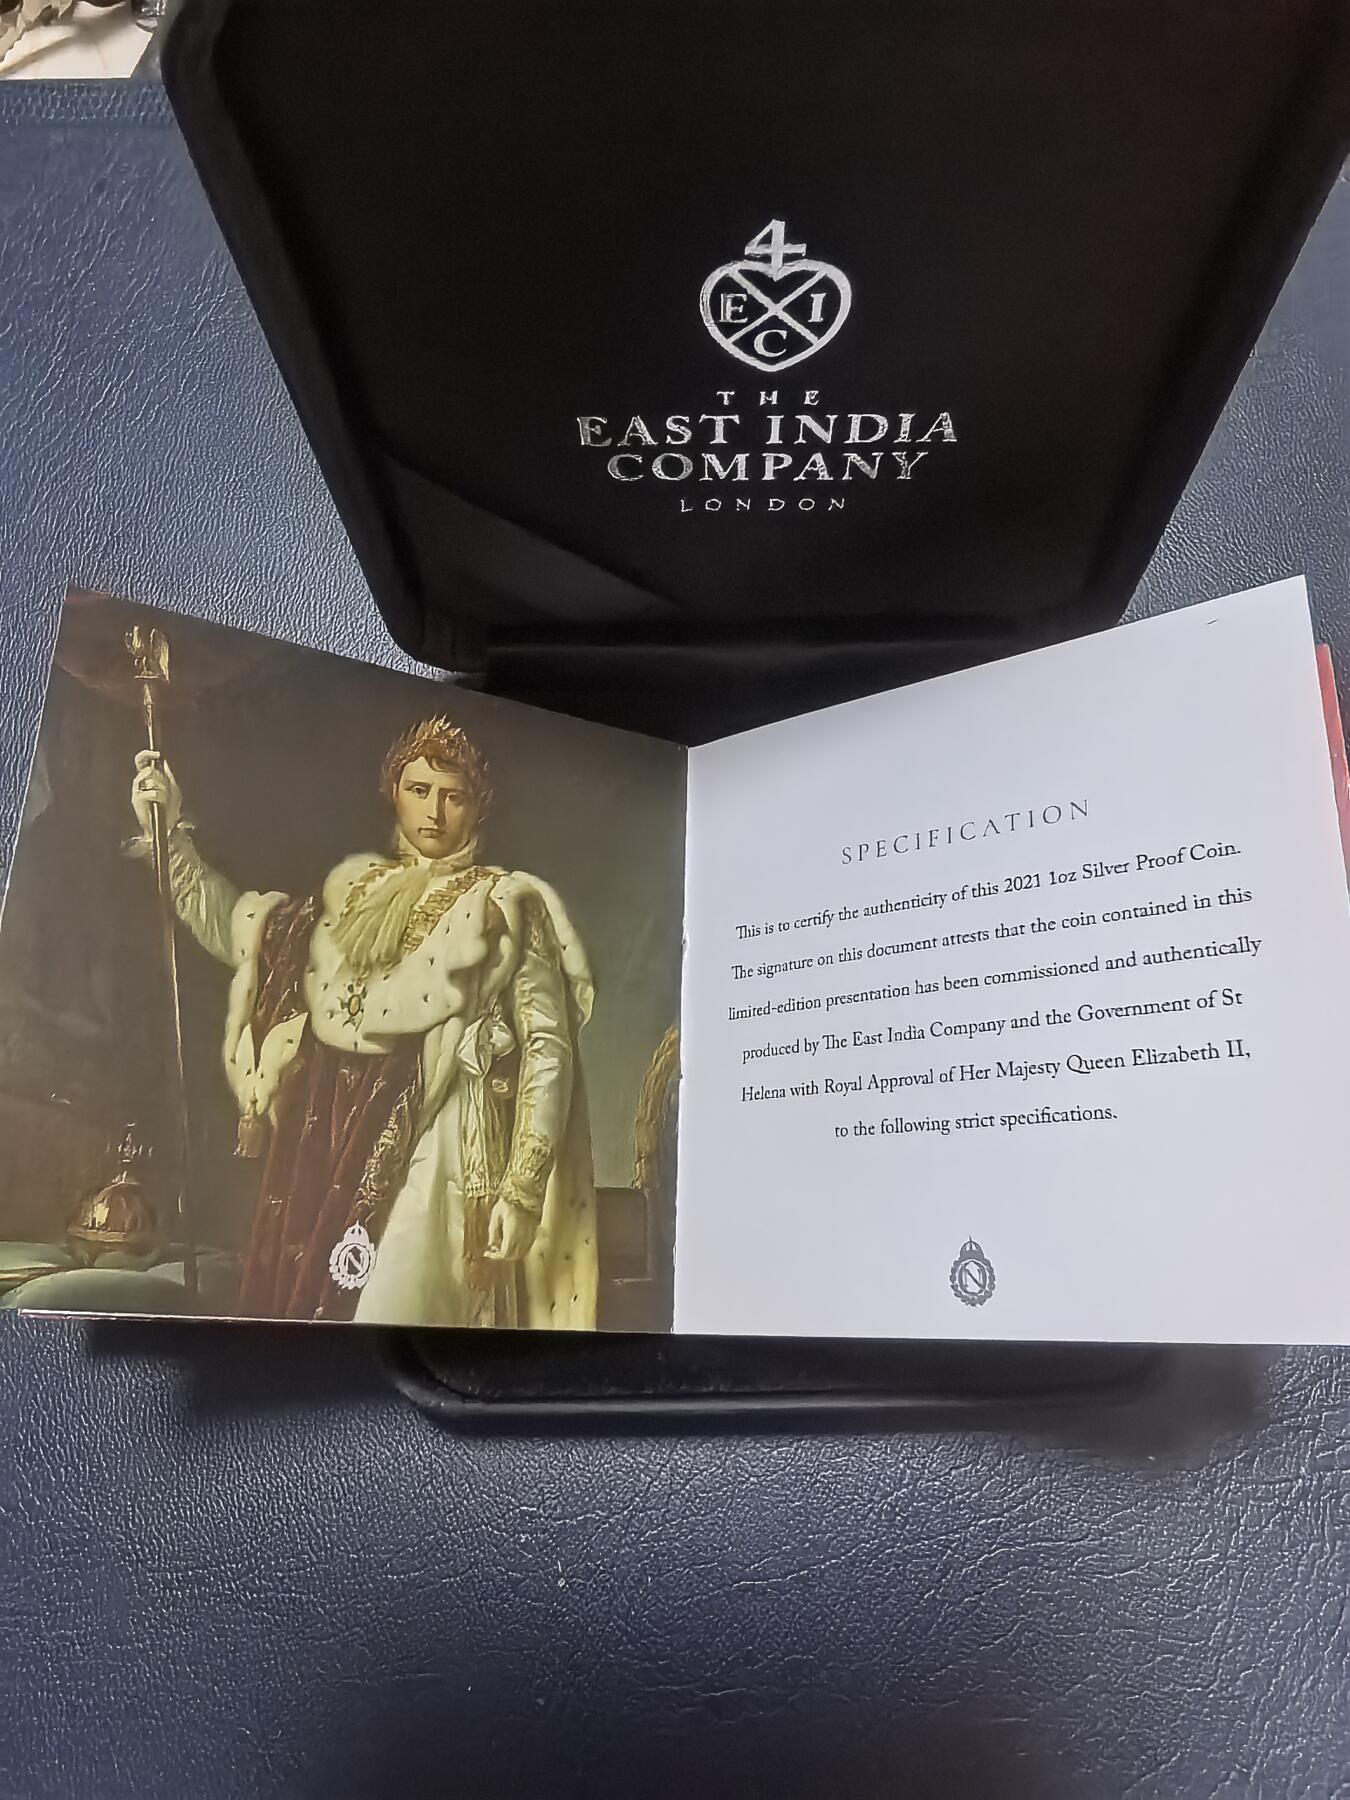 4
E I
C
THE
EAST INDIA
COMPANY
LONDON
SPECIFICATION
This is to certify the authenticity of this 2021 1oz Silver Proof Coin.
The signature on this document attests that the coin contained in this
limited-edition presentation has been commissioned and authentically
produced by The East India Company and the Government of St
Helena with Royal Approval of Her Majesty Queen Elizabeth II,
to the following strict specifications.
N
N